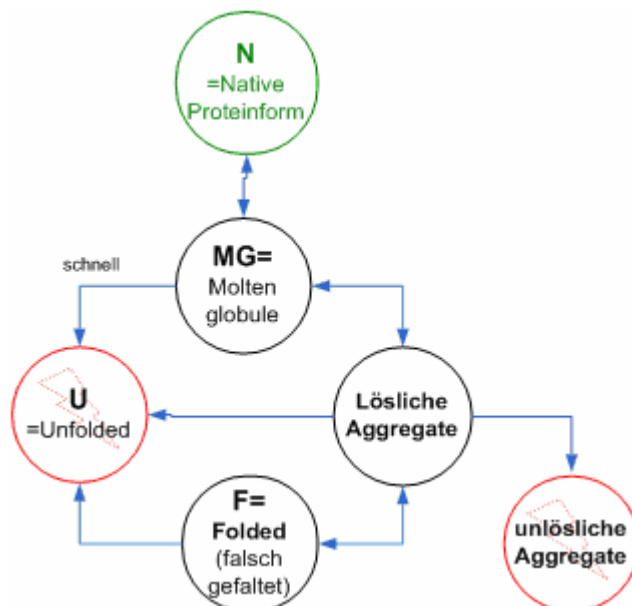 N
=Native
Proteinform
MG=
Molten
globule
schnell
U
=Unfolded
Lösliche
Aggregate
F=
Folded
(falsch
gefaltet)
unlösliche
Aggregate